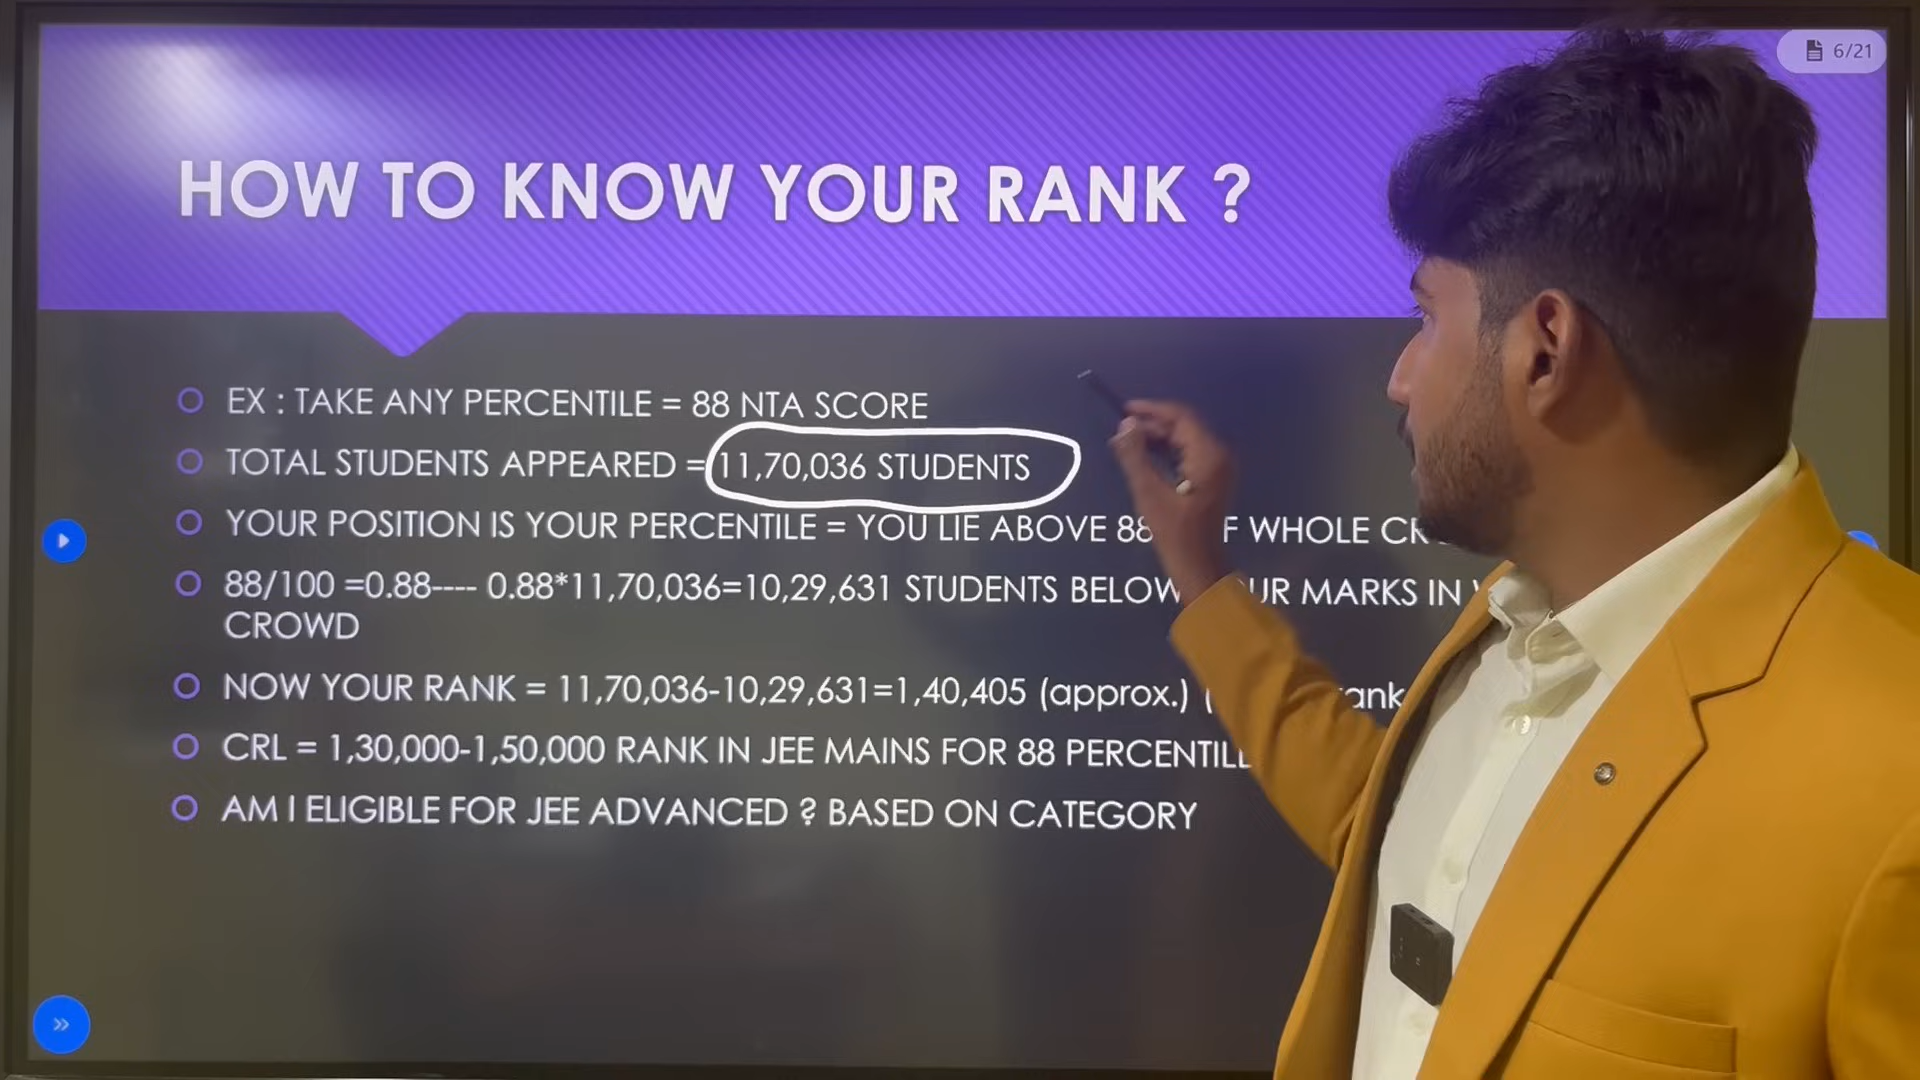 6/21
HOW TO KNOW YOUR RANK ?
EX : TAKE ANY PERCENTILE = 88 NTA SCORE
TOTAL STUDENTS APPEARED = 11,70,036 STUDENTS
YOUR POSITION IS YOUR PERCENTILE = YOU LIE ABOVE 88 F WHOLE
88/100 =0.88---- 0.88*11,70,036=10,29,631 STUDENTS BELOW UR MARKS IN
CROWD
NOW YOUR RANK = 11,70,036-10,29,631=1,40,405 (approx.) ( ank
CRL = 1,30,000-1,50,000 RANK IN JEE MAINS FOR 88 PERCENTILE
AM I ELIGIBLE FOR JEE ADVANCED ? BASED ON CATEGORY